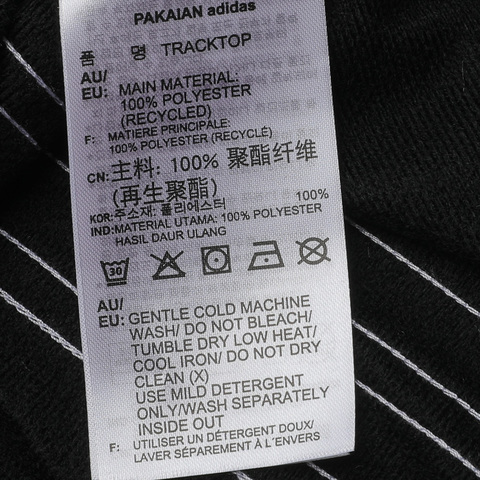 PAKAIAN adidas
품 명 TRACKTOP
AU/
EU: MAIN MATERIAL:
100% POLYESTER
(RECYCLED)
F: MATIERE PRINCIPALE:
100% POLYESTER (RECYCLÉ)
CN: 主料: 100% 聚酯纤维
(再生聚酯)
KOR: 주소재: 폴리에스터 100%
IND: MATERIAL UTAMA: 100% POLYESTER
HASIL DAUR ULANG
30
AU/
EU: GENTLE COLD MACHINE
WASH/ DO NOT BLEACH/
TUMBLE DRY LOW HEAT/
COOL IRON/ DO NOT DRY
CLEAN (X)
USE MILD DETERGENT
ONLY/WASH SEPARATELY
INSIDE OUT
F: UTILISER UN DÉTERGENT DOUX/
LAVER SÉPAREMENT À L´ENVERS